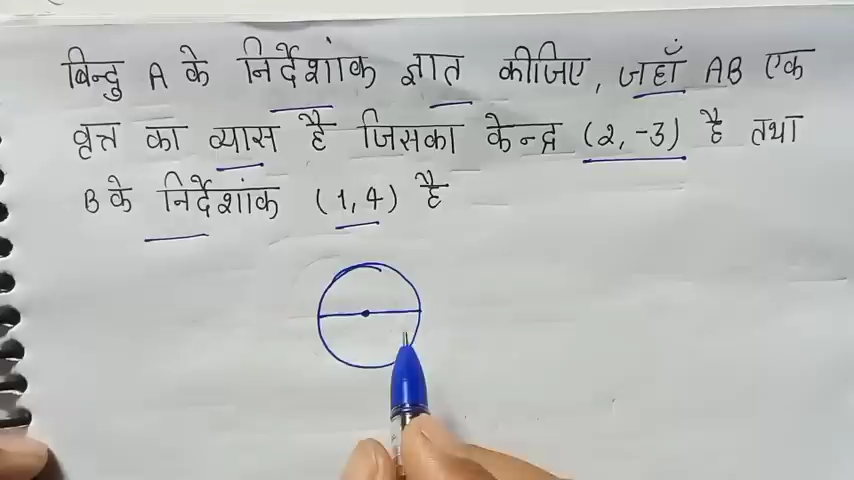 बिन्दु A के निर्देशांक ज्ञात कीजिए, जहाँ AB एक
वृत्त का व्यास है जिसका केन्द्र (2,-3) है तथा
B के निर्देशांक (1,4) है